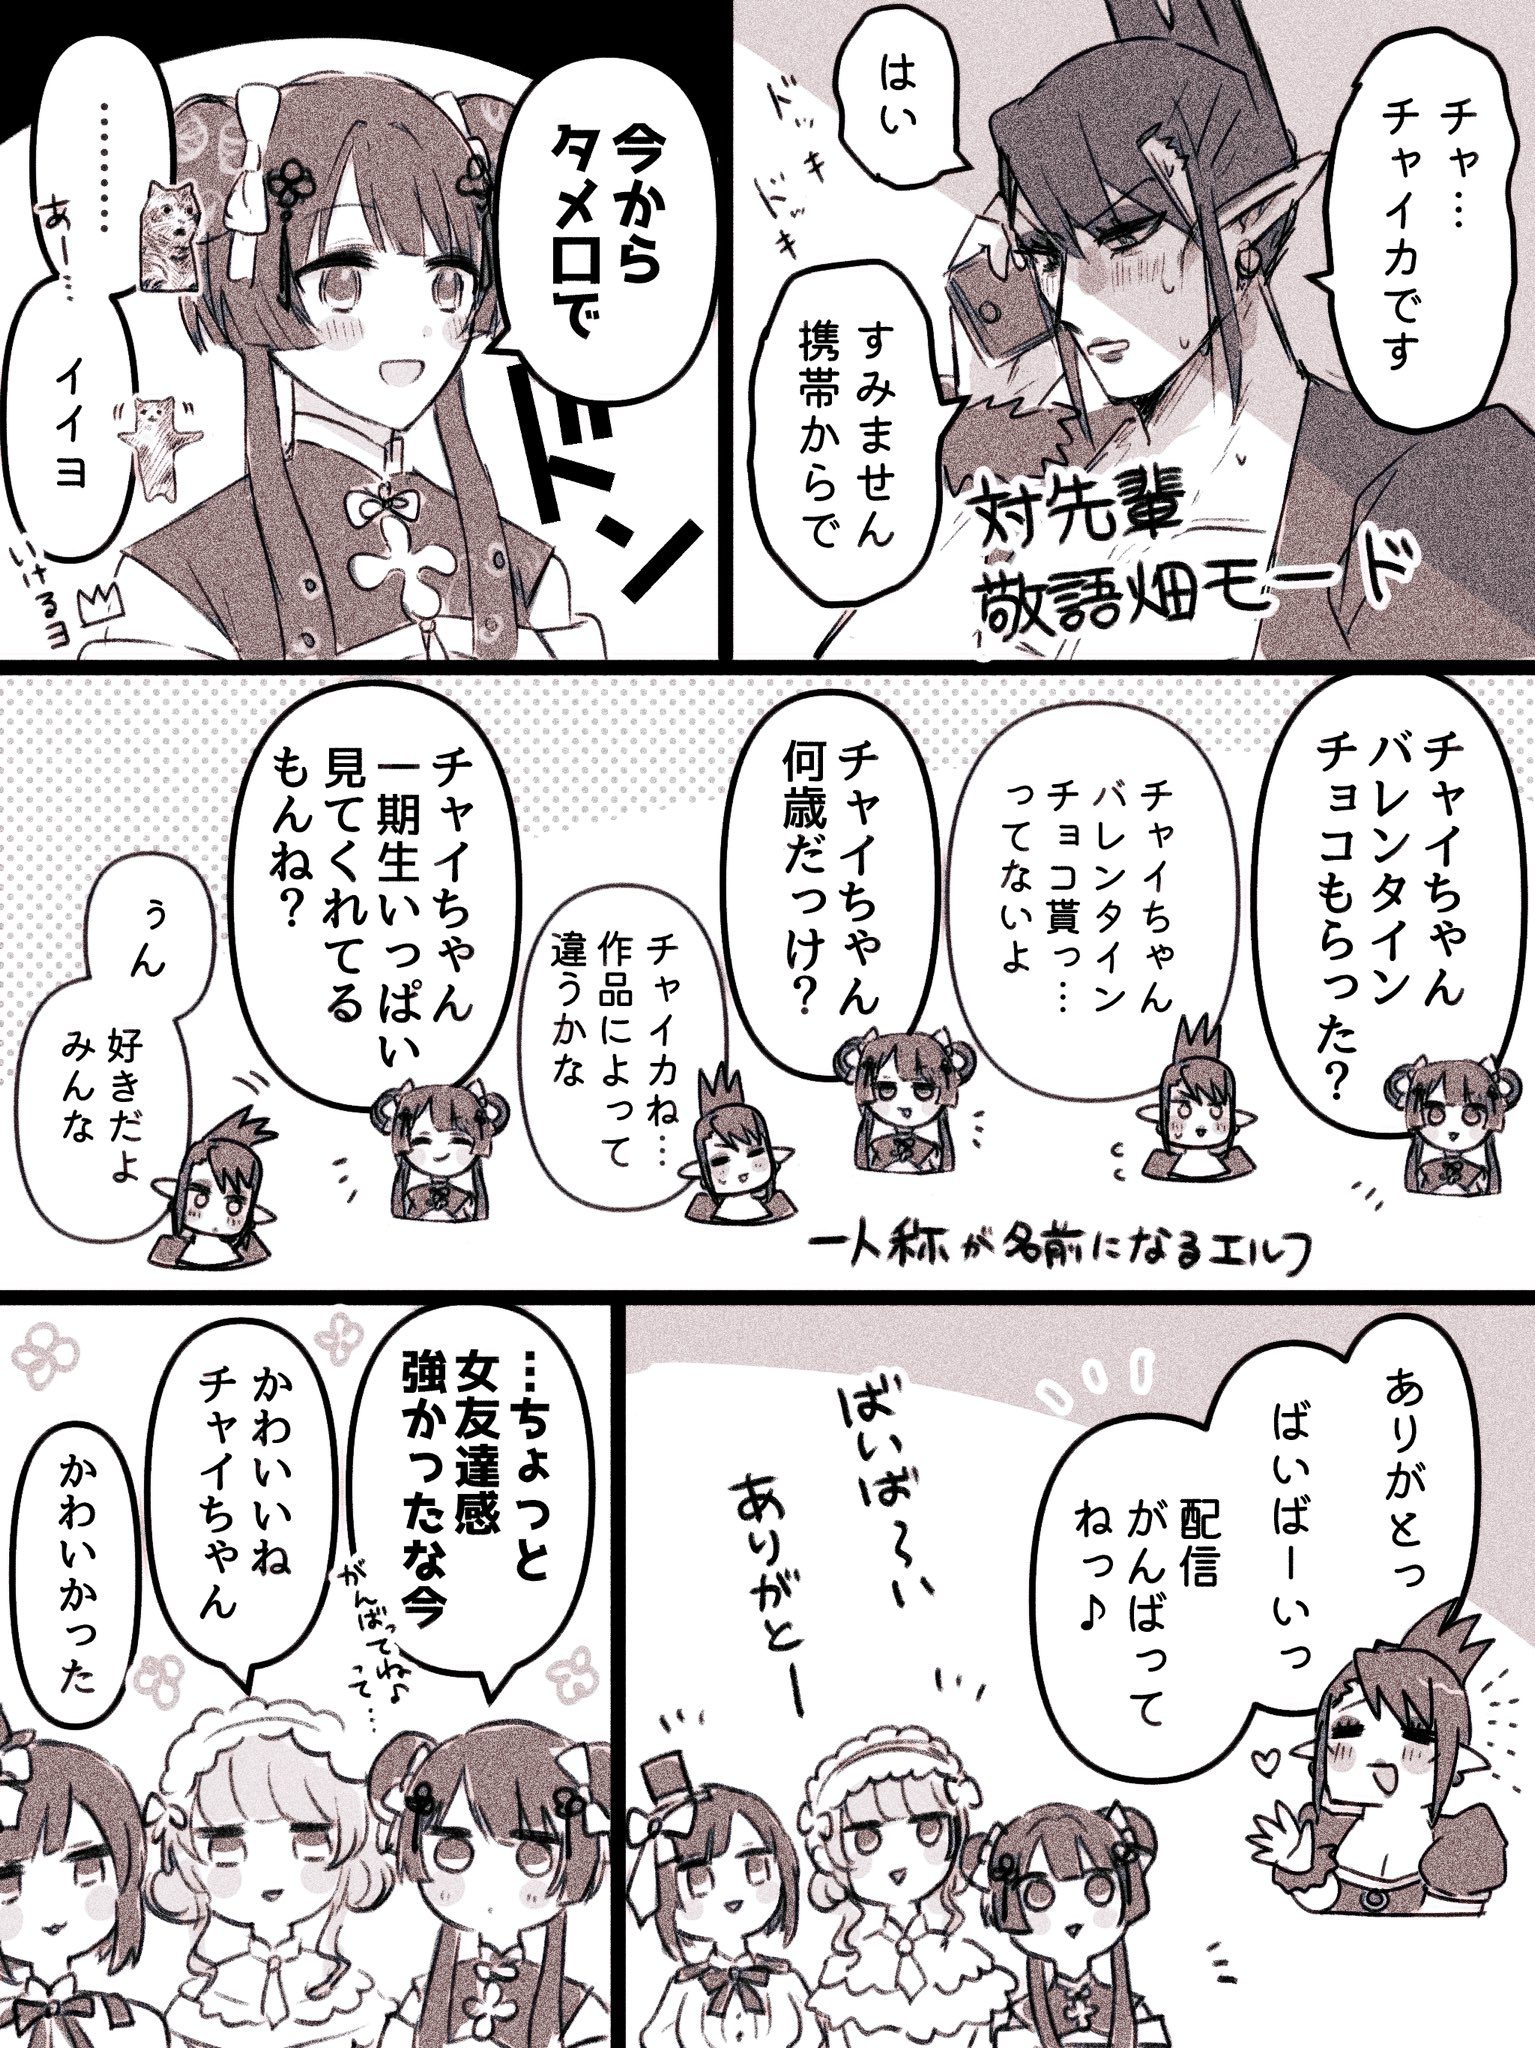 チャ…
チャイカです
はい
すみません
携帯からで
ドッキ
ドッキ
対先輩
敬語畑モード
今から
タメ口で
ドン
………
あー…
イイヨ
いけるヨ
チャイちゃん
バレンタイン
チョコもらった?
チャイちゃん
バレンタイン
チョコ貰っ…
ってないよ
チャイちゃん
何歳だっけ?
チャイカね…
作品によって
違うかな
チャイちゃん
一期生いっぱい
見てくれてる
もんね?
うん
好きだよ
みんな
一人称が名前になるエルフ
ありがとっ
ばいばーいっ
配信
がんばって
ねっ♪
ばいば～い
ありがとー
…ちょっと
女友達感
強かったな今
がんばってね♪
って…
かわいいね
チャイちゃん
かわいかった